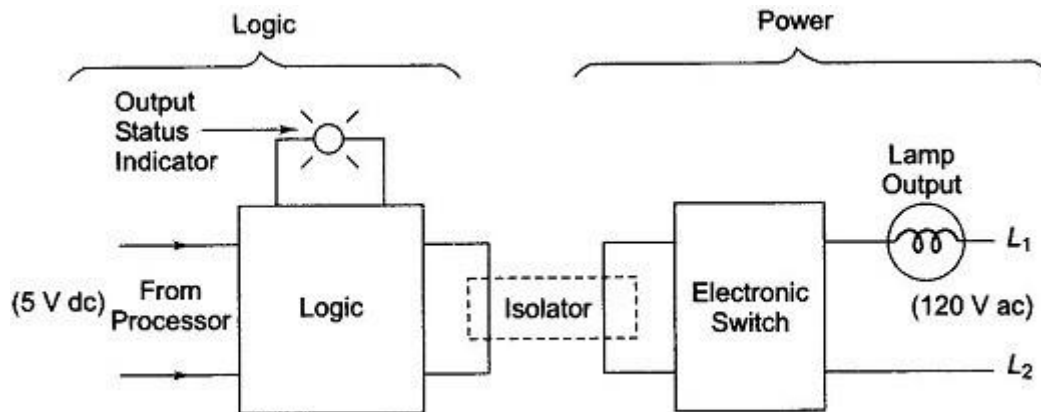 Logic
Power
Output
Status
Indicator
Lamp
Output
L1
(5 V dc)
From
Processor
Logic
Isolator
Electronic
Switch
(120 V ac)
L2